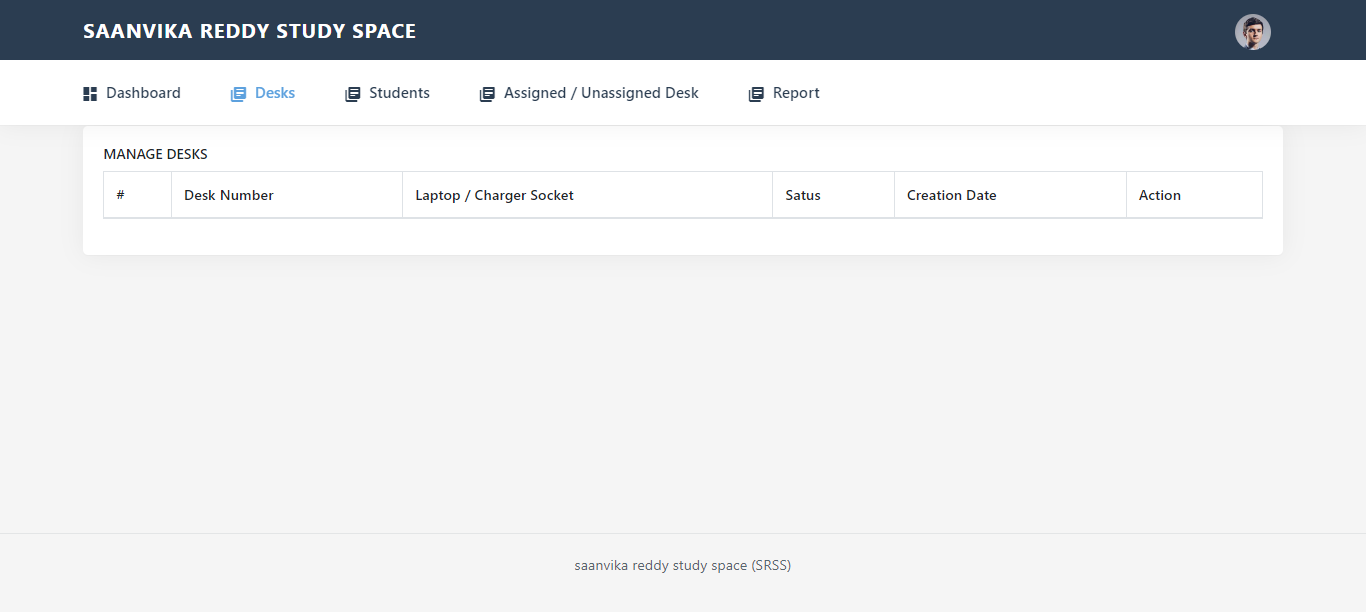 SAANVIKA REDDY STUDY SPACE
Dashboard Desks Students Assigned / Unassigned Desk Report
MANAGE DESKS
# Desk Number Laptop / Charger Socket Satus Creation Date Action
saanvika reddy study space (SRSS)